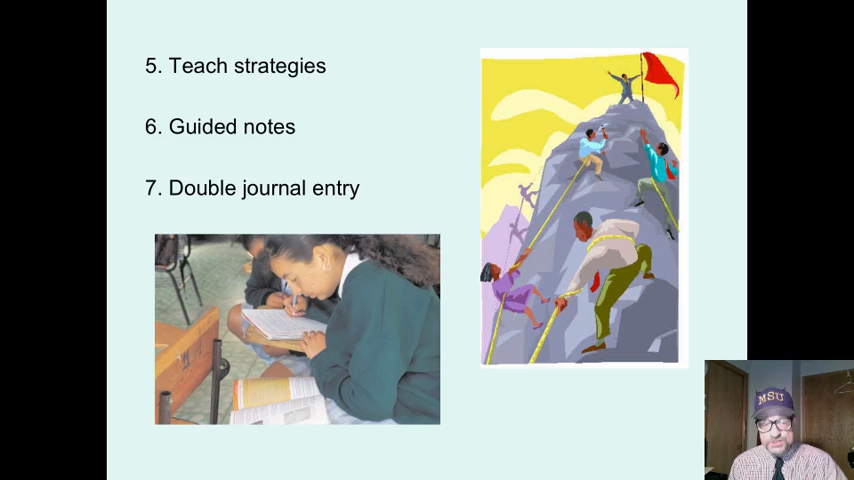 5. Teach strategies
6. Guided notes
7. Double journal entry
MSU